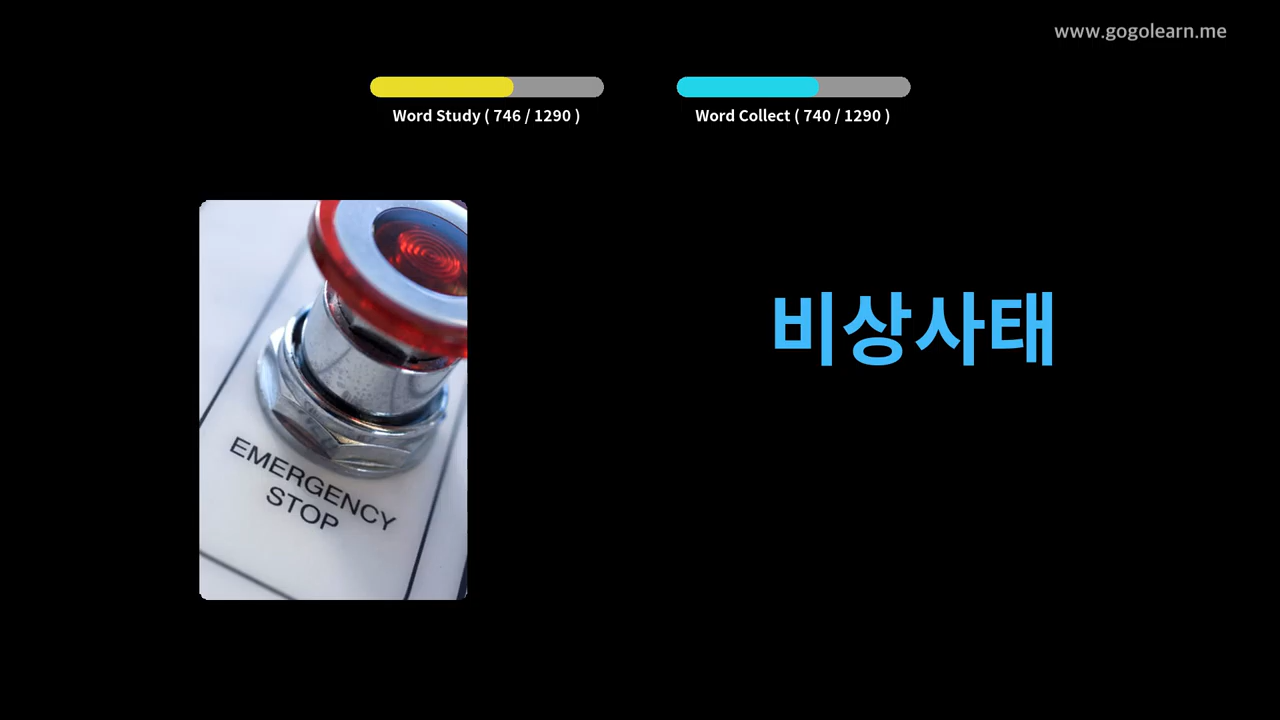 www.gogolearn.me
Word Study ( 746 / 1290 )
Word Collect ( 740 / 1290 )
비상사태
EMERGENCY
STOP